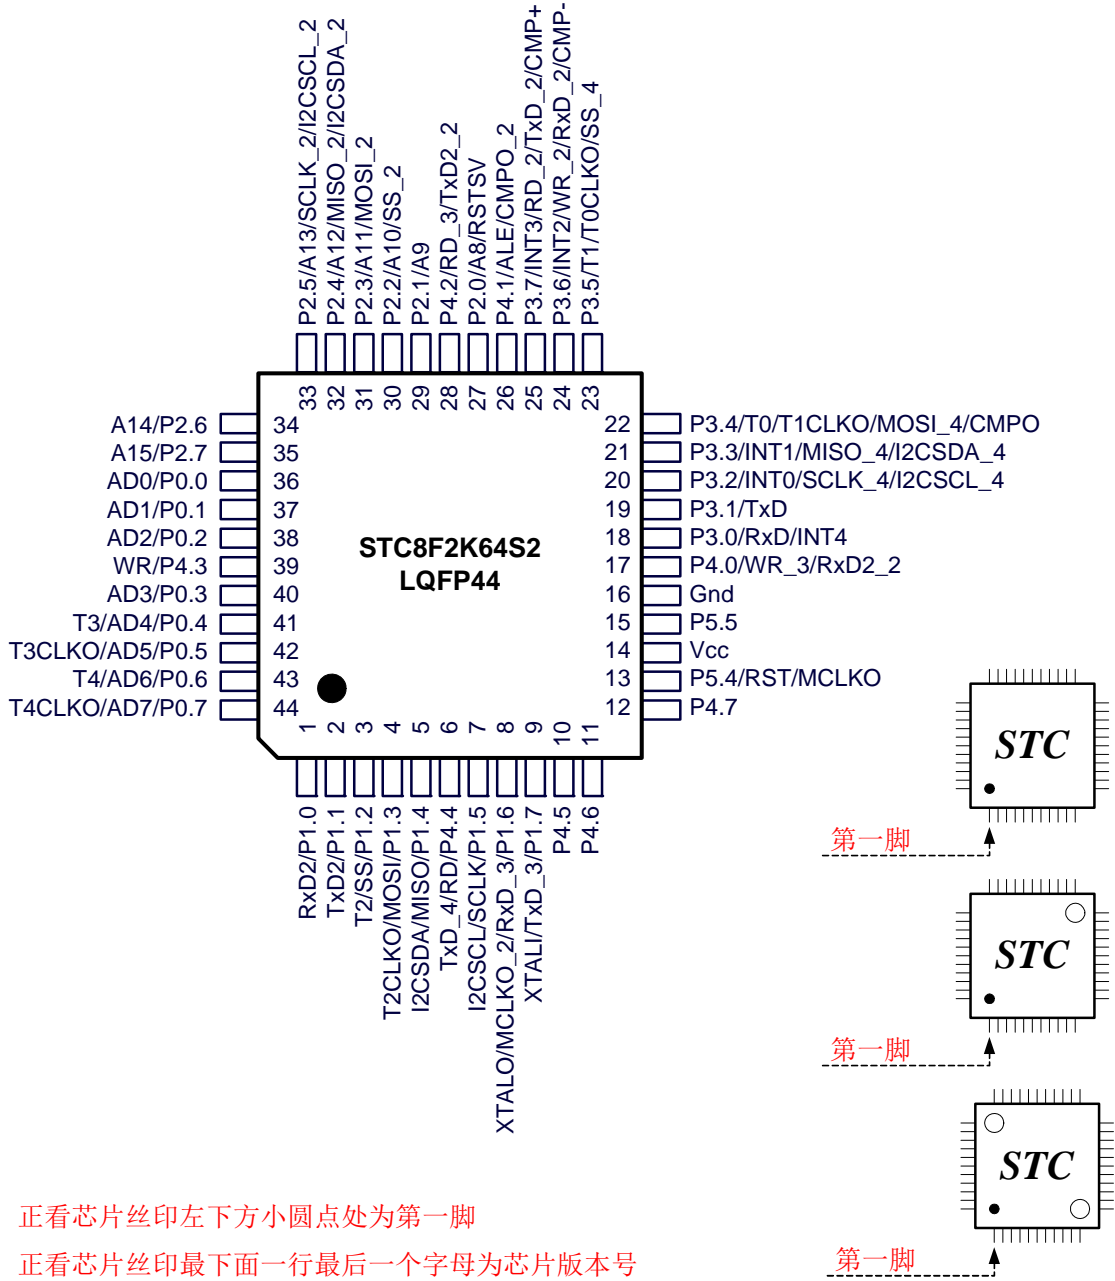 P2.5/A13/SCLK_2/I2CSCL_2
P2.4/A12/MISO_2/I2CSDA_2
P2.3/A11/MOSI_2
P2.2/A10/SS_2
P2.1/A9
P4.2/RD_3/TxD2_2
P2.0/A8/RSTSV
P4.1/ALE/CMPO_2
P3.7/INT3/RD_2/TxD_2/CMP+
P3.6/INT2/WR_2/RxD_2/CMP-
P3.5/T1/T0CLKO/SS_4
33 32 31 30 29 28 27 26 25 24 23
A14/P2.6 34
A15/P2.7 35
AD0/P0.0 36
AD1/P0.1 37
AD2/P0.2 38
WR/P4.3 39
AD3/P0.3 40
T3/AD4/P0.4 41
T3CLKO/AD5/P0.5 42
T4/AD6/P0.6 43
T4CLKO/AD7/P0.7 44
STC8F2K64S2
LQFP44
22 P3.4/T0/T1CLKO/MOSI_4/CMPO
21 P3.3/INT1/MISO_4/I2CSDA_4
20 P3.2/INT0/SCLK_4/I2CSCL_4
19 P3.1/TxD
18 P3.0/RxD/INT4
17 P4.0/WR_3/RxD2_2
16 Gnd
15 P5.5
14 Vcc
13 P5.4/RST/MCLKO
12 P4.7
1 2 3 4 5 6 7 8 9 10 11
RxD2/P1.0
TxD2/P1.1
T2/SS/P1.2
T2CLKO/MOSI/P1.3
I2CSDA/MISO/P1.4
TxD_4/RD/P4.4
I2CSCL/SCLK/P1.5
XTALO/MCLKO_2/RxD_3/P1.6
XTALI/TxD_3/P1.7
P4.5
P4.6
STC
第一脚
STC
第一脚
STC
第一脚
正看芯片丝印左下方小圆点处为第一脚
正看芯片丝印最下面一行最后一个字母为芯片版本号